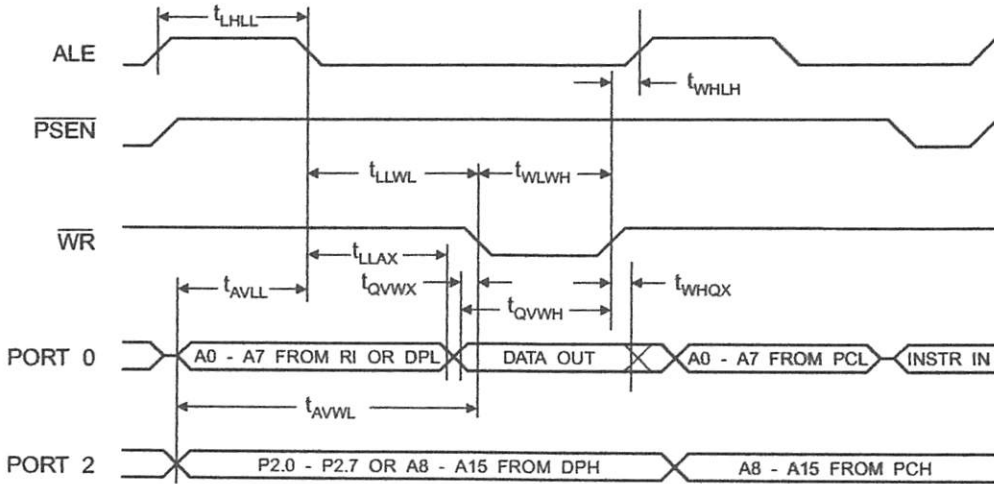 tLHLL
ALE
tWHLH
PSEN
tLLWL
tWLWH
WR
tLLAX
tQVWX
tWHQX
tAVLL
tQVWH
PORT 0
A0 - A7 FROM RI OR DPL
DATA OUT
A0 - A7 FROM PCL
INSTR IN
tAVWL
PORT 2
P2.0 - P2.7 OR A8 - A15 FROM DPH
A8 - A15 FROM PCH